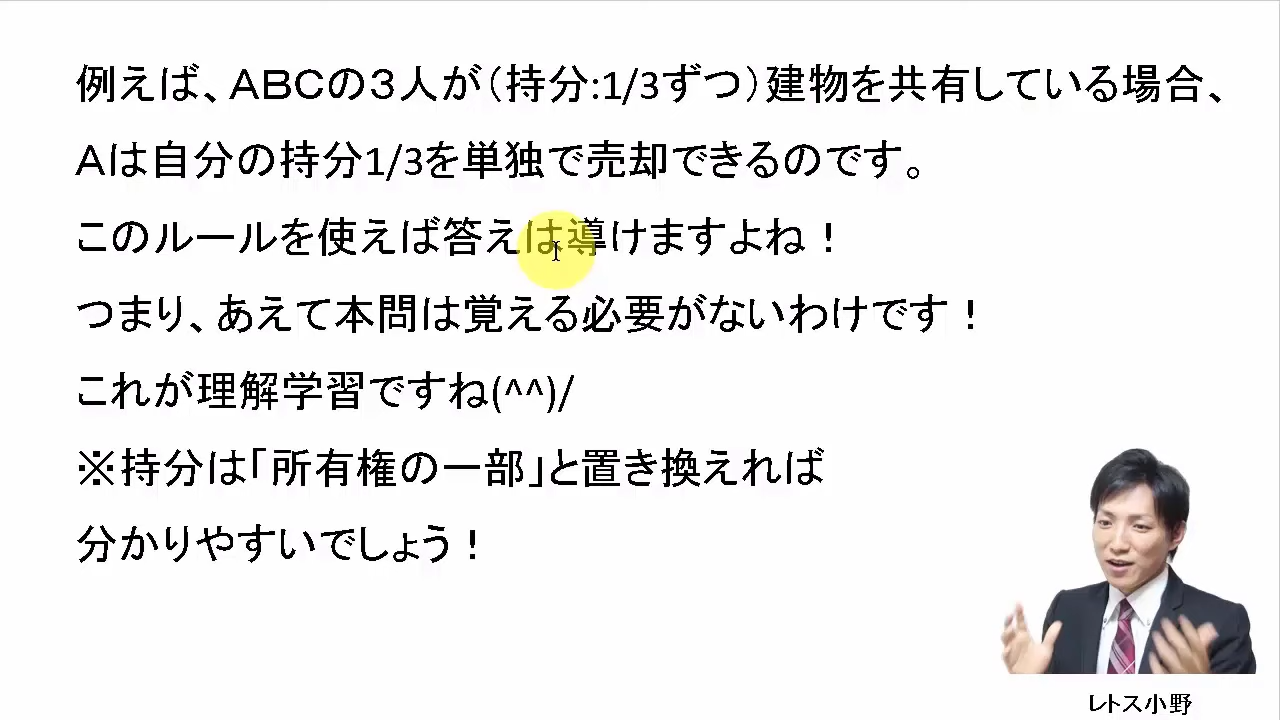 例えば、ABCの3人が(持分:1/3ずつ)建物を共有している場合、
Aは自分の持分1/3を単独で売却できるのです。
このルールを使えば答えは導けますよね!
つまり、あえて本問は覚える必要がないわけです!
これが理解学習ですね(^^)/
※持分は「所有権の一部」と置き換えれば
分かりやすいでしょう!
レトス小野